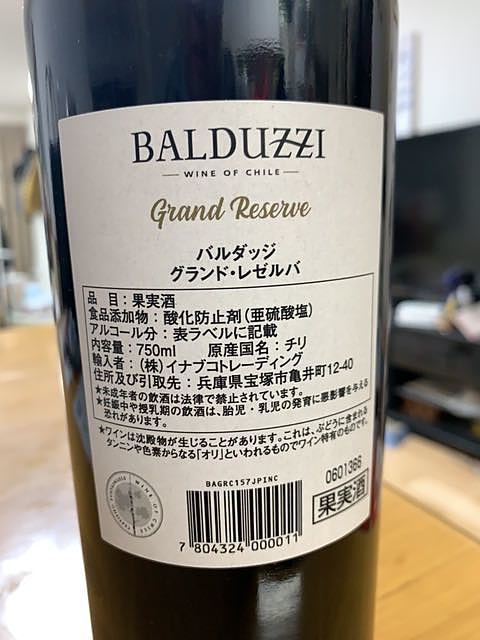 BALDUZZI
WINE OF CHILE
Grand Reserve
バルダッジ
グランド・レゼルバ
品 目：果実酒
食品添加物：酸化防止剤(亜硫酸塩)
アルコール分：表ラベルに記載
内容量：750ml 原産国名：チリ
輸入者：(株)イナブコトレーディング
住所及び引取先：兵庫県宝塚市亀井町12-40
★未成年者の飲酒は法律で禁止されています。
★妊娠中や授乳期の飲酒は、胎児・乳児の発育に悪影響を与える
恐れがあります。
★ワインは沈殿物が生じることがあります。これは、ぶどうに含まれる
タンニンや色素からなる「オリ」といわれるものでワイン特有のものです。
0601366
果実酒
BAGRC157JPINC
7 804324 000011
WINE OF CHILE